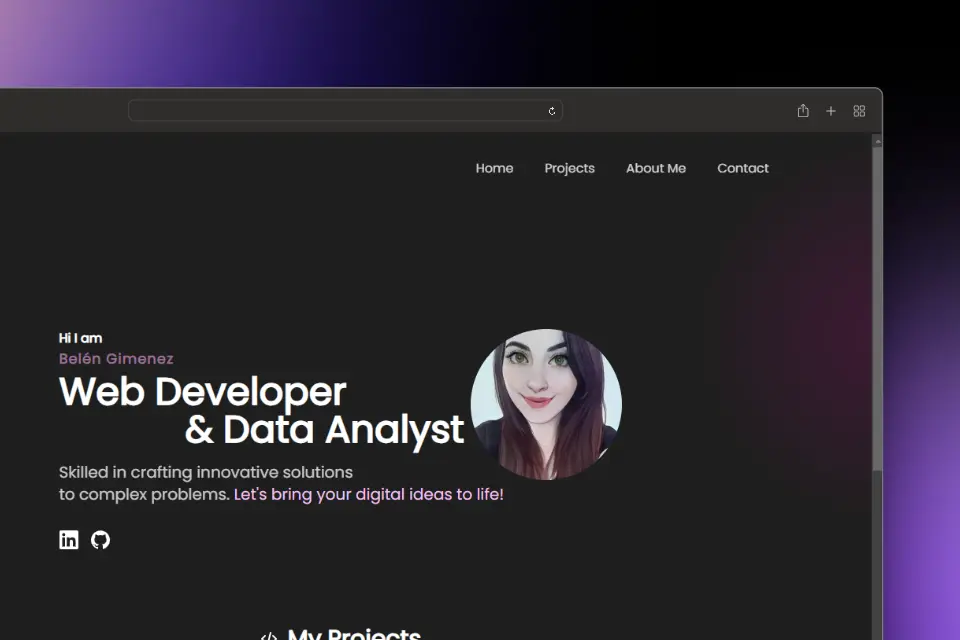 Home Projects About Me Contact
Hi I am
Belén Gimenez
Web Developer
& Data Analyst
Skilled in crafting innovative solutions
to complex problems. Let's bring your digital ideas to life!
in
</> My Projects